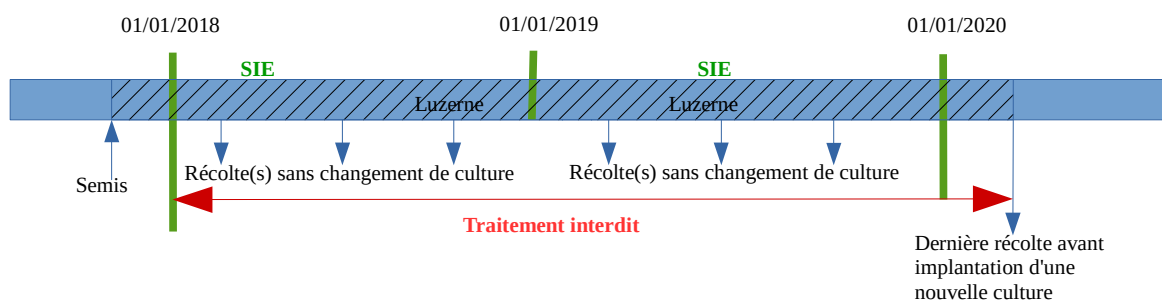 01/01/2018
01/01/2019
01/01/2020
SIE
SIE
Luzerne
Luzerne
Semis
Récolte(s) sans changement de culture
Récolte(s) sans changement de culture
Traitement interdit
Dernière récolte avant
implantation d'une
nouvelle culture